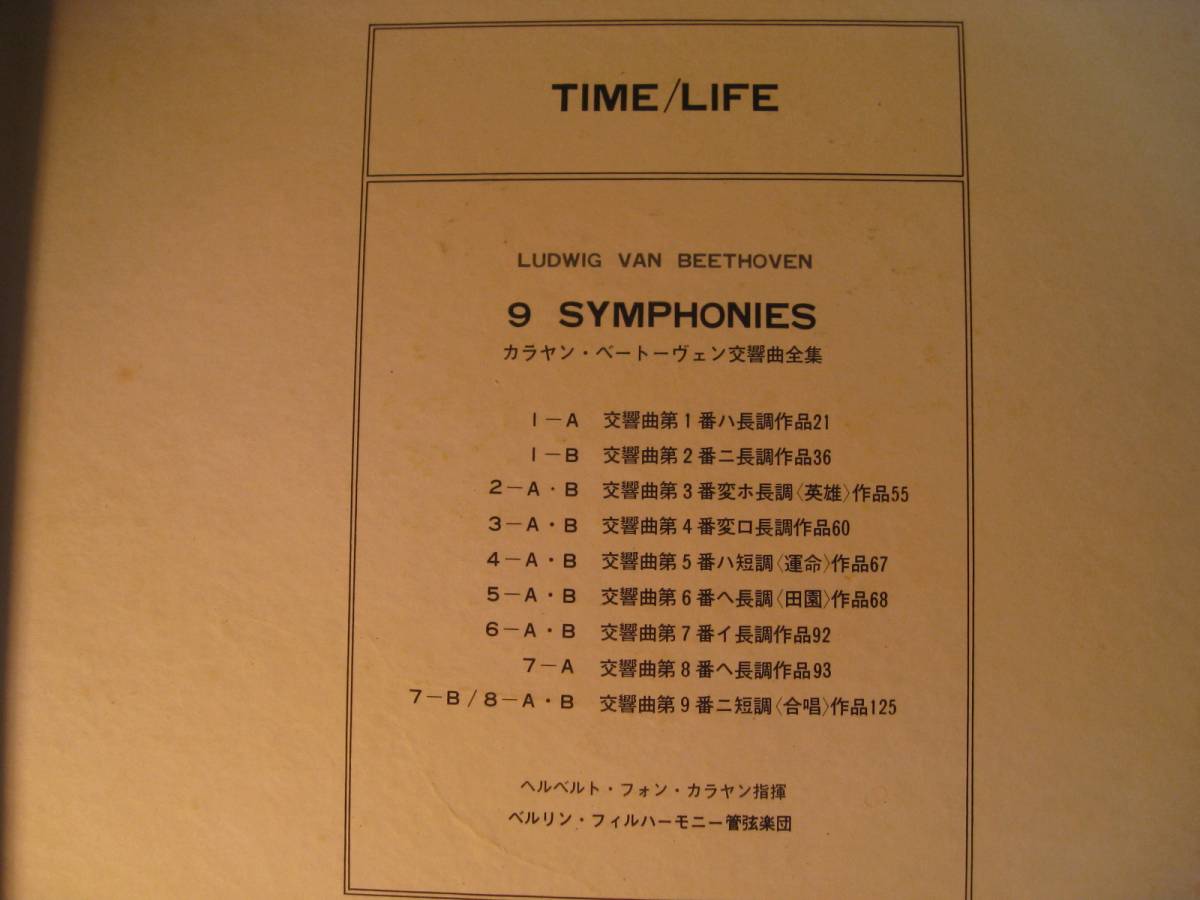 TIME/LIFE
LUDWIG VAN BEETHOVEN
9 SYMPHONIES
カラヤン・ベートーヴェン交響曲全集
1-A 交響曲第1番ハ長調作品21
1-B 交響曲第2番ニ長調作品36
2-A・B 交響曲第3番変ホ長調〈英雄〉作品55
3-A・B 交響曲第4番変ロ長調作品60
4-A・B 交響曲第5番ハ短調〈運命〉作品67
5-A・B 交響曲第6番ヘ長調〈田園〉作品68
6-A・B 交響曲第7番イ長調作品92
7-A 交響曲第8番ヘ長調作品93
7-B/8-A・B 交響曲第9番ニ短調〈合唱〉作品125
ヘルベルト・フォン・カラヤン指揮
ベルリン・フィルハーモニー管弦楽団